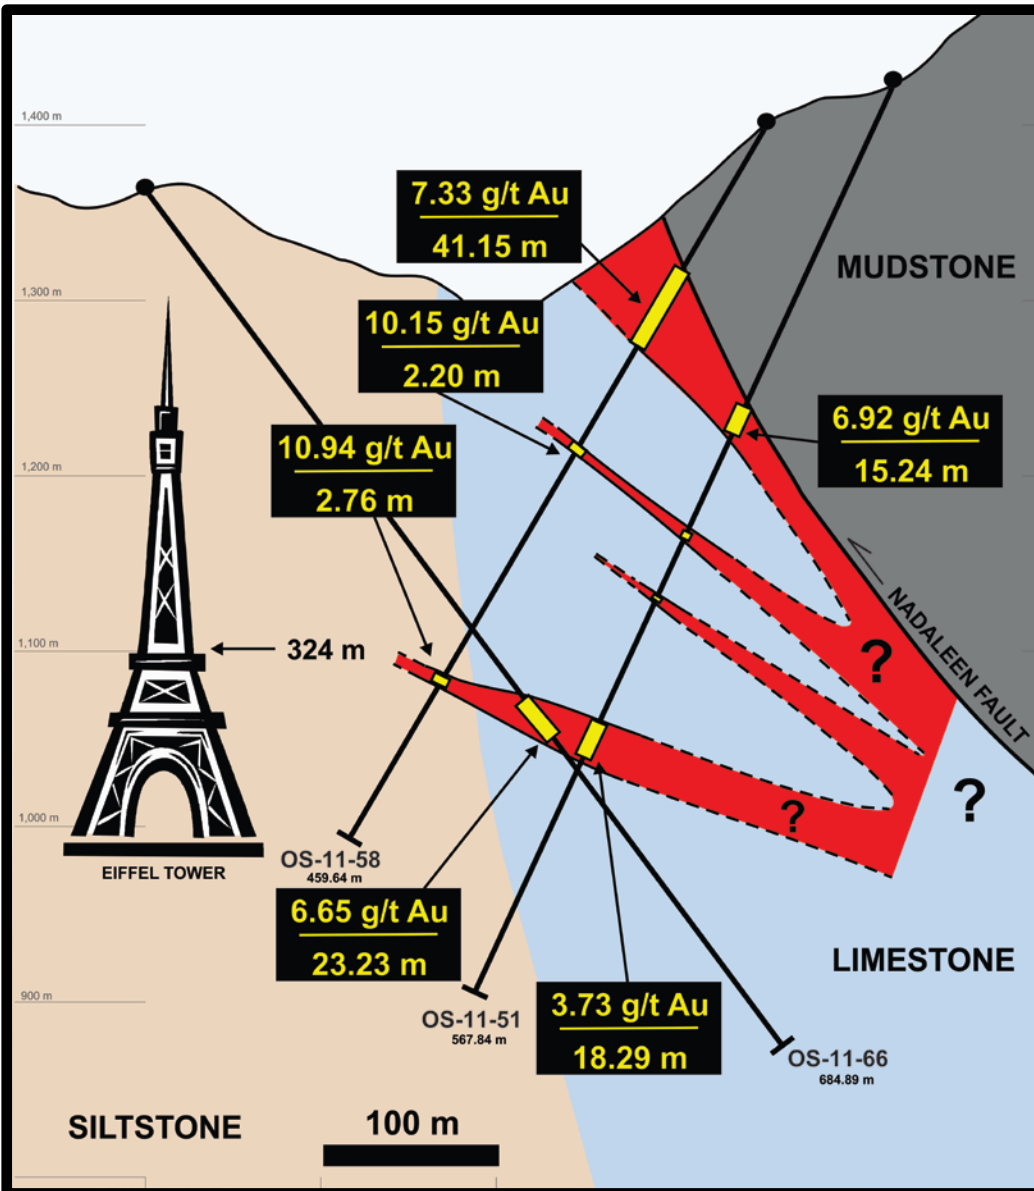 1,400 m
7.33 g/t Au
41.15 m
MUDSTONE
1,300 m
10.15 g/t Au
2.20 m
6.92 g/t Au
15.24 m
10.94 g/t Au
2.76 m
1,200 m
NADALEEN FAULT
1,100 m
324 m
?
?
?
1,000 m
EIFFEL TOWER
OS-11-58
459.64 m
6.65 g/t Au
23.23 m
LIMESTONE
900 m
OS-11-51
567.84 m
3.73 g/t Au
18.29 m
OS-11-66
684.89 m
SILTSTONE
100 m